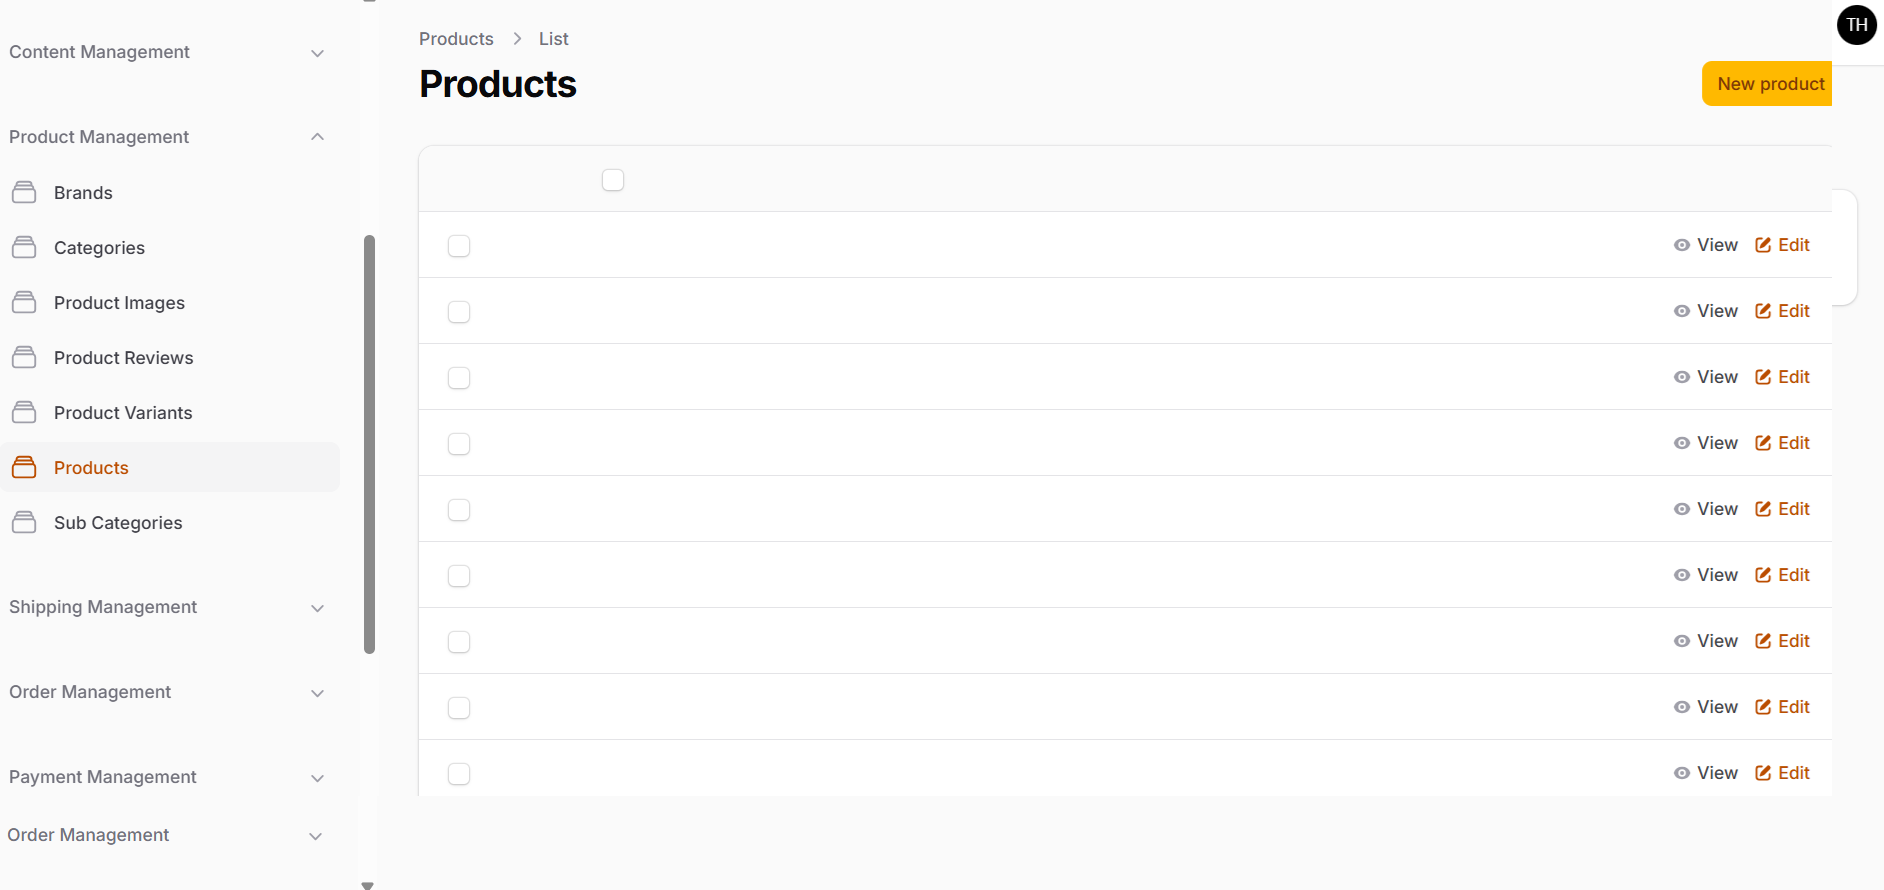 Content Management
Product Management
Brands
Categories
Product Images
Product Reviews
Product Variants
Products
Sub Categories
Shipping Management
Order Management
Payment Management
Order Management
Products > List
Products
TH
New product
View Edit
View Edit
View Edit
View Edit
View Edit
View Edit
View Edit
View Edit
View Edit